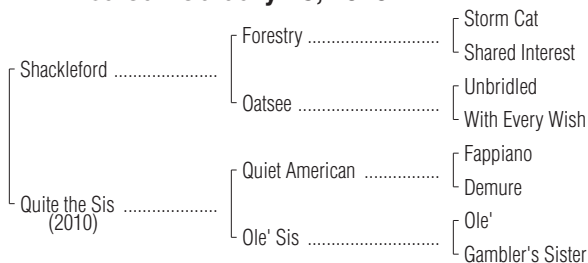 Storm Cat
Forestry ..................................
Shared Interest
Shackleford ..........................
Unbridled
Oatsee ....................................
With Every Wish
Fappiano
Quiet American ..................
Demure
Quite the Sis .......................
(2010)
Ole'
Ole' Sis ..................................
Gambler's Sister